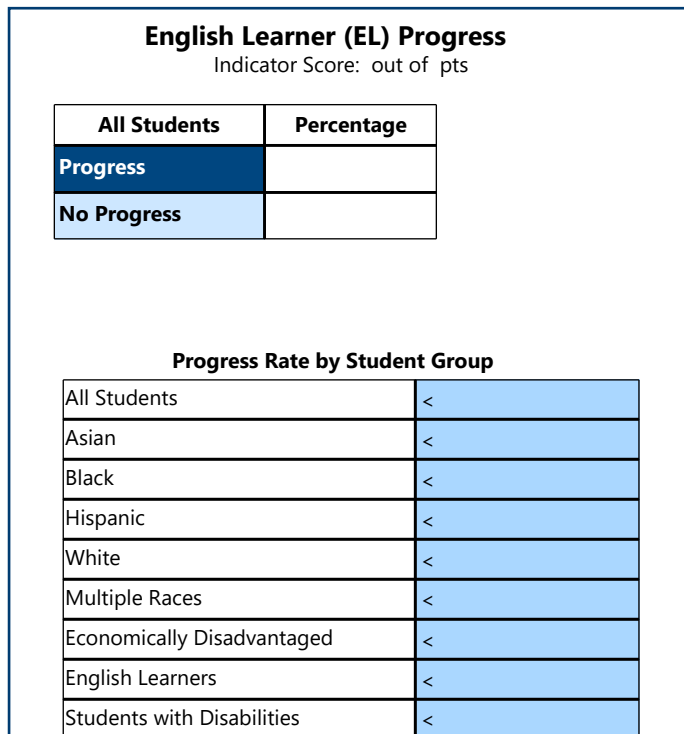 English Learner (EL) Progress
Indicator Score: out of pts
All Students Percentage
Progress
No Progress
Progress Rate by Student Group
All Students <
Asian <
Black <
Hispanic <
White <
Multiple Races <
Economically Disadvantaged <
English Learners <
Students with Disabilities <